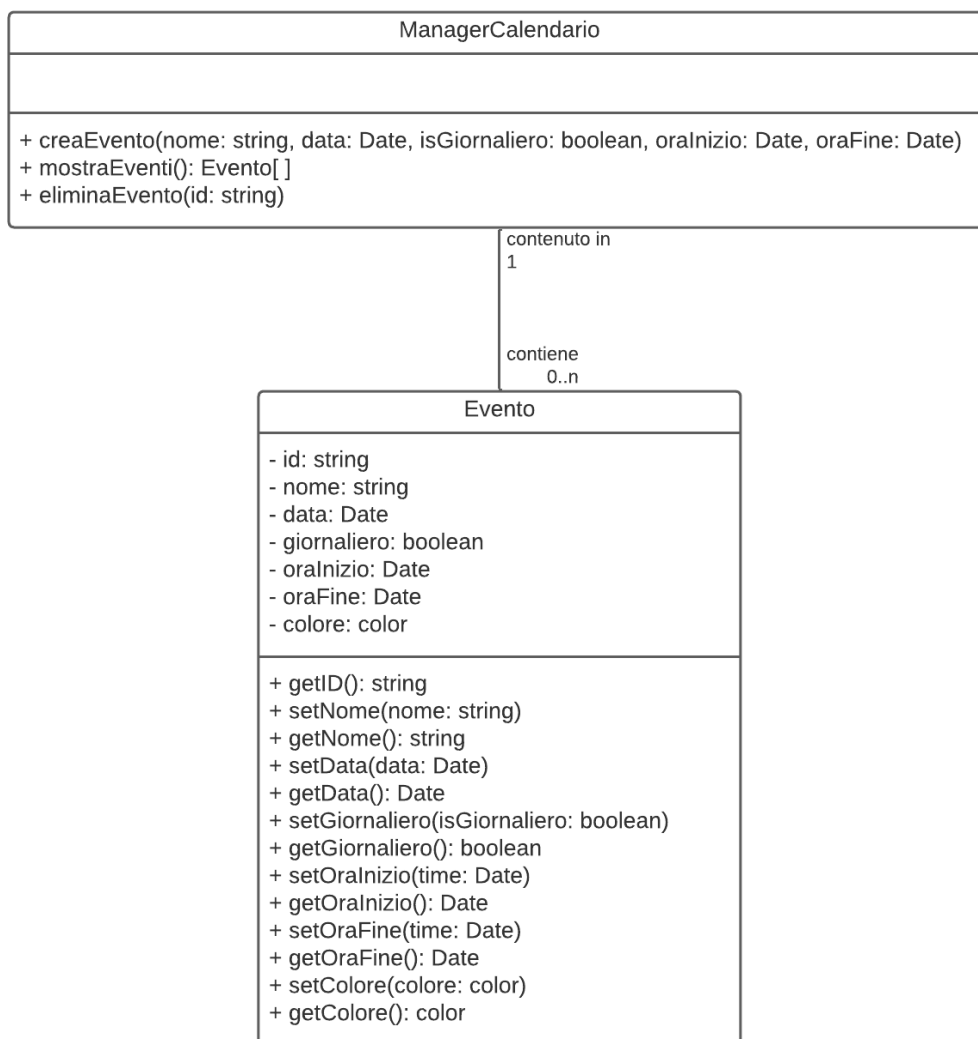 ManagerCalendario
+ creaEvento(nome: string, data: Date, isGiornaliero: boolean, oraInizio: Date, oraFine: Date)
+ mostraEventi(): Evento[ ]
+ eliminaEvento(id: string)
contenuto in
1
contiene
0..n
Evento
- id: string
- nome: string
- data: Date
- giornaliero: boolean
- oraInizio: Date
- oraFine: Date
- colore: color
+ getID(): string
+ setNome(nome: string)
+ getNome(): string
+ setData(data: Date)
+ getData(): Date
+ setGiornaliero(isGiornaliero: boolean)
+ getGiornaliero(): boolean
+ setOraInizio(time: Date)
+ getOraInizio(): Date
+ setOraFine(time: Date)
+ getOraFine(): Date
+ setColore(colore: color)
+ getColore(): color